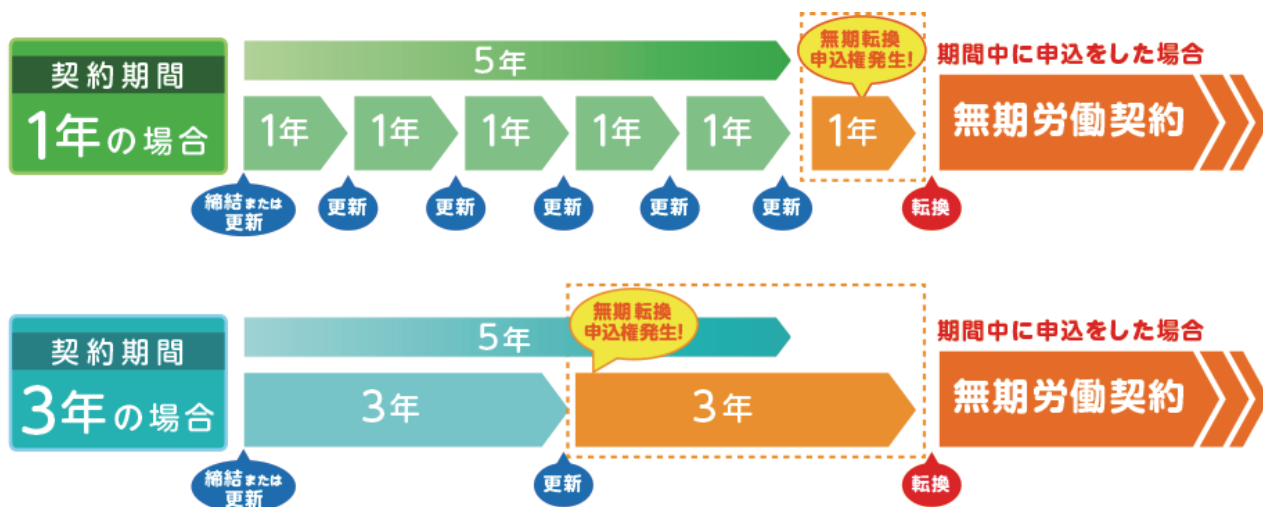 契約期間
1年の場合
5年
無期転換
申込権発生!
1年
1年
1年
1年
1年
1年
締結または
更新
更新
更新
更新
更新
更新
転換
期間中に申込をした場合
無期労働契約
契約期間
3年の場合
5年
無期転換
申込権発生!
3年
3年
締結または
更新
更新
転換
期間中に申込をした場合
無期労働契約